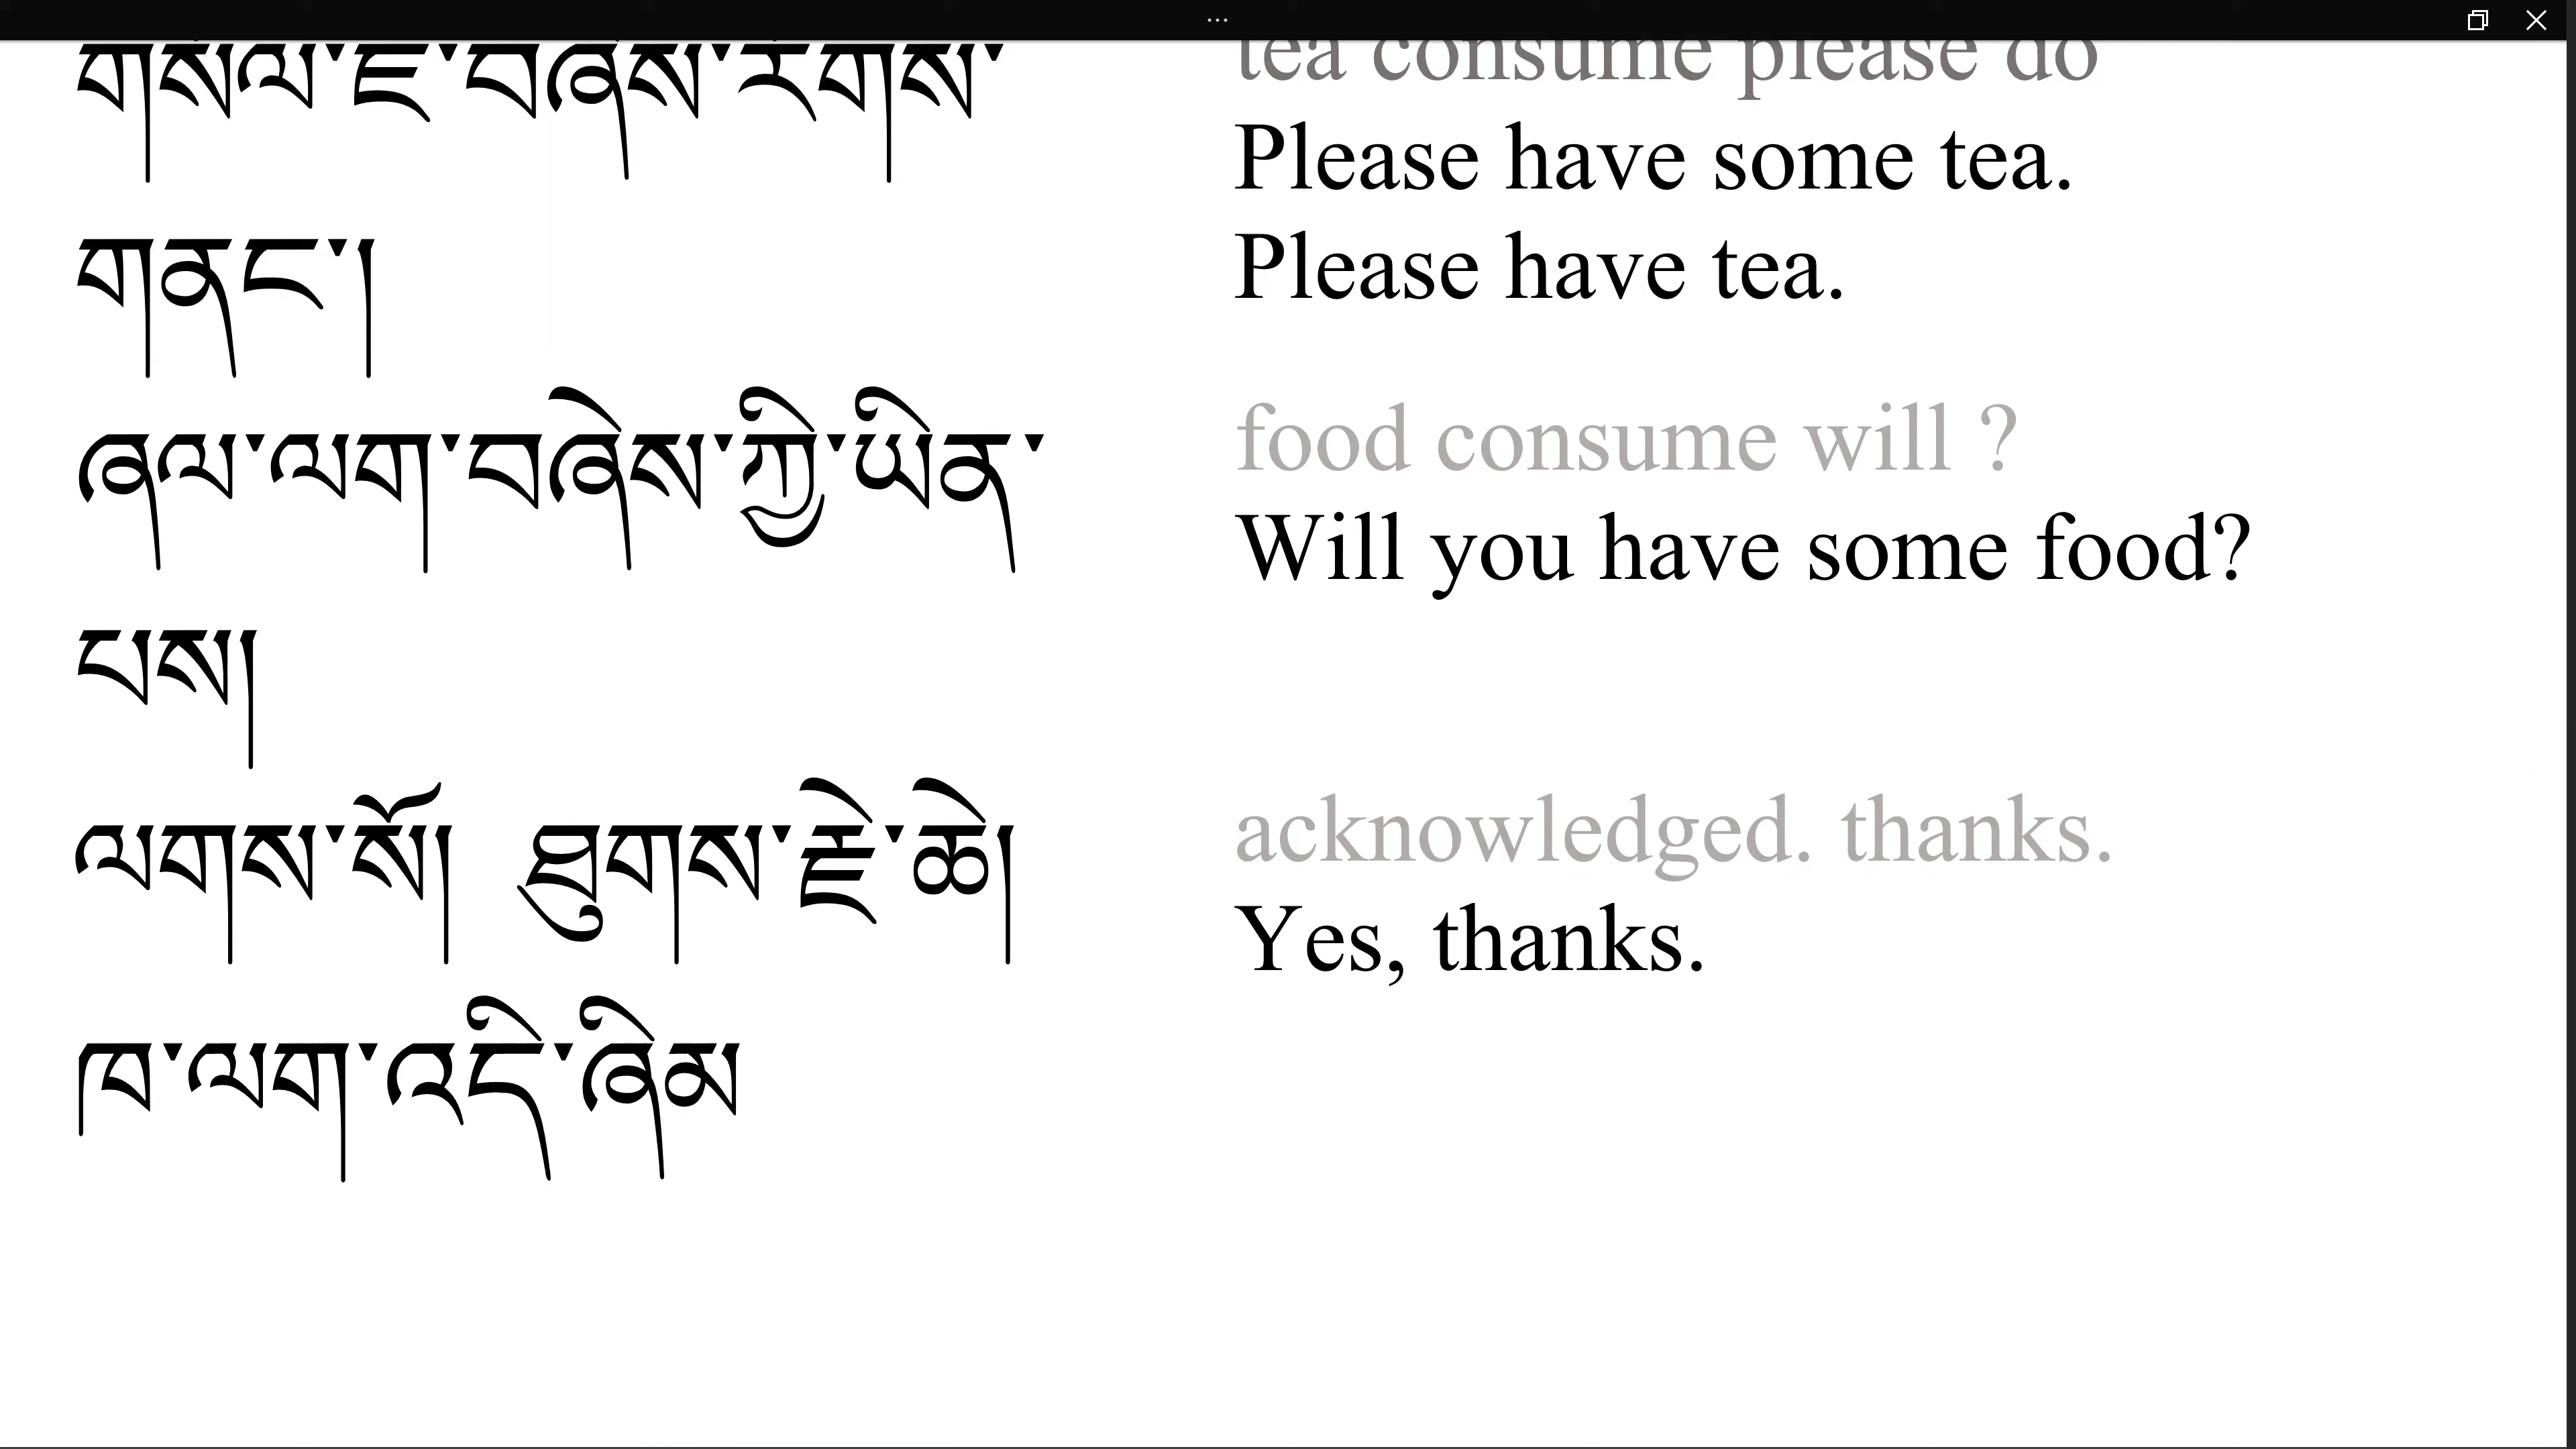 གསོལ་ཇ་བཞེས་རོགས་
གནང་།
ཞལ་ལག་བཞེས་ཀྱི་ཡིན་
པས།
ལགས་སོ། ཐུགས་རྗེ་ཆེ།
ཁ་ལག་འདི་ཞིམ
tea consume please do
Please have some tea.
Please have tea.
food consume will ?
Will you have some food?
acknowledged. thanks.
Yes, thanks.